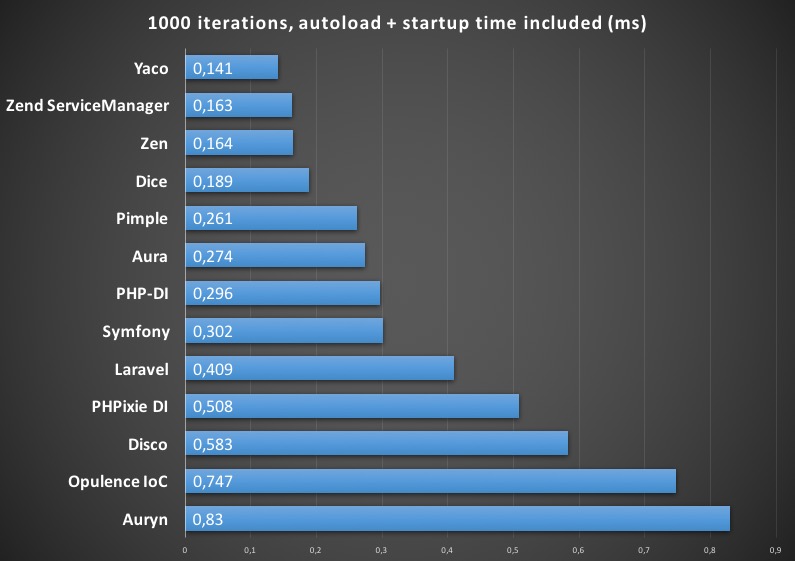 1000 iterations, autoload + startup time included (ms)
Yaco 0,141
Zend ServiceManager 0,163
Zen 0,164
Dice 0,189
Pimple 0,261
Aura 0,274
PHP-DI 0,296
Symfony 0,302
Laravel 0,409
PHPixie DI 0,508
Disco 0,583
Opulence IoC 0,747
Auryn 0,83
0 0,1 0,2 0,3 0,4 0,5 0,6 0,7 0,8 0,9